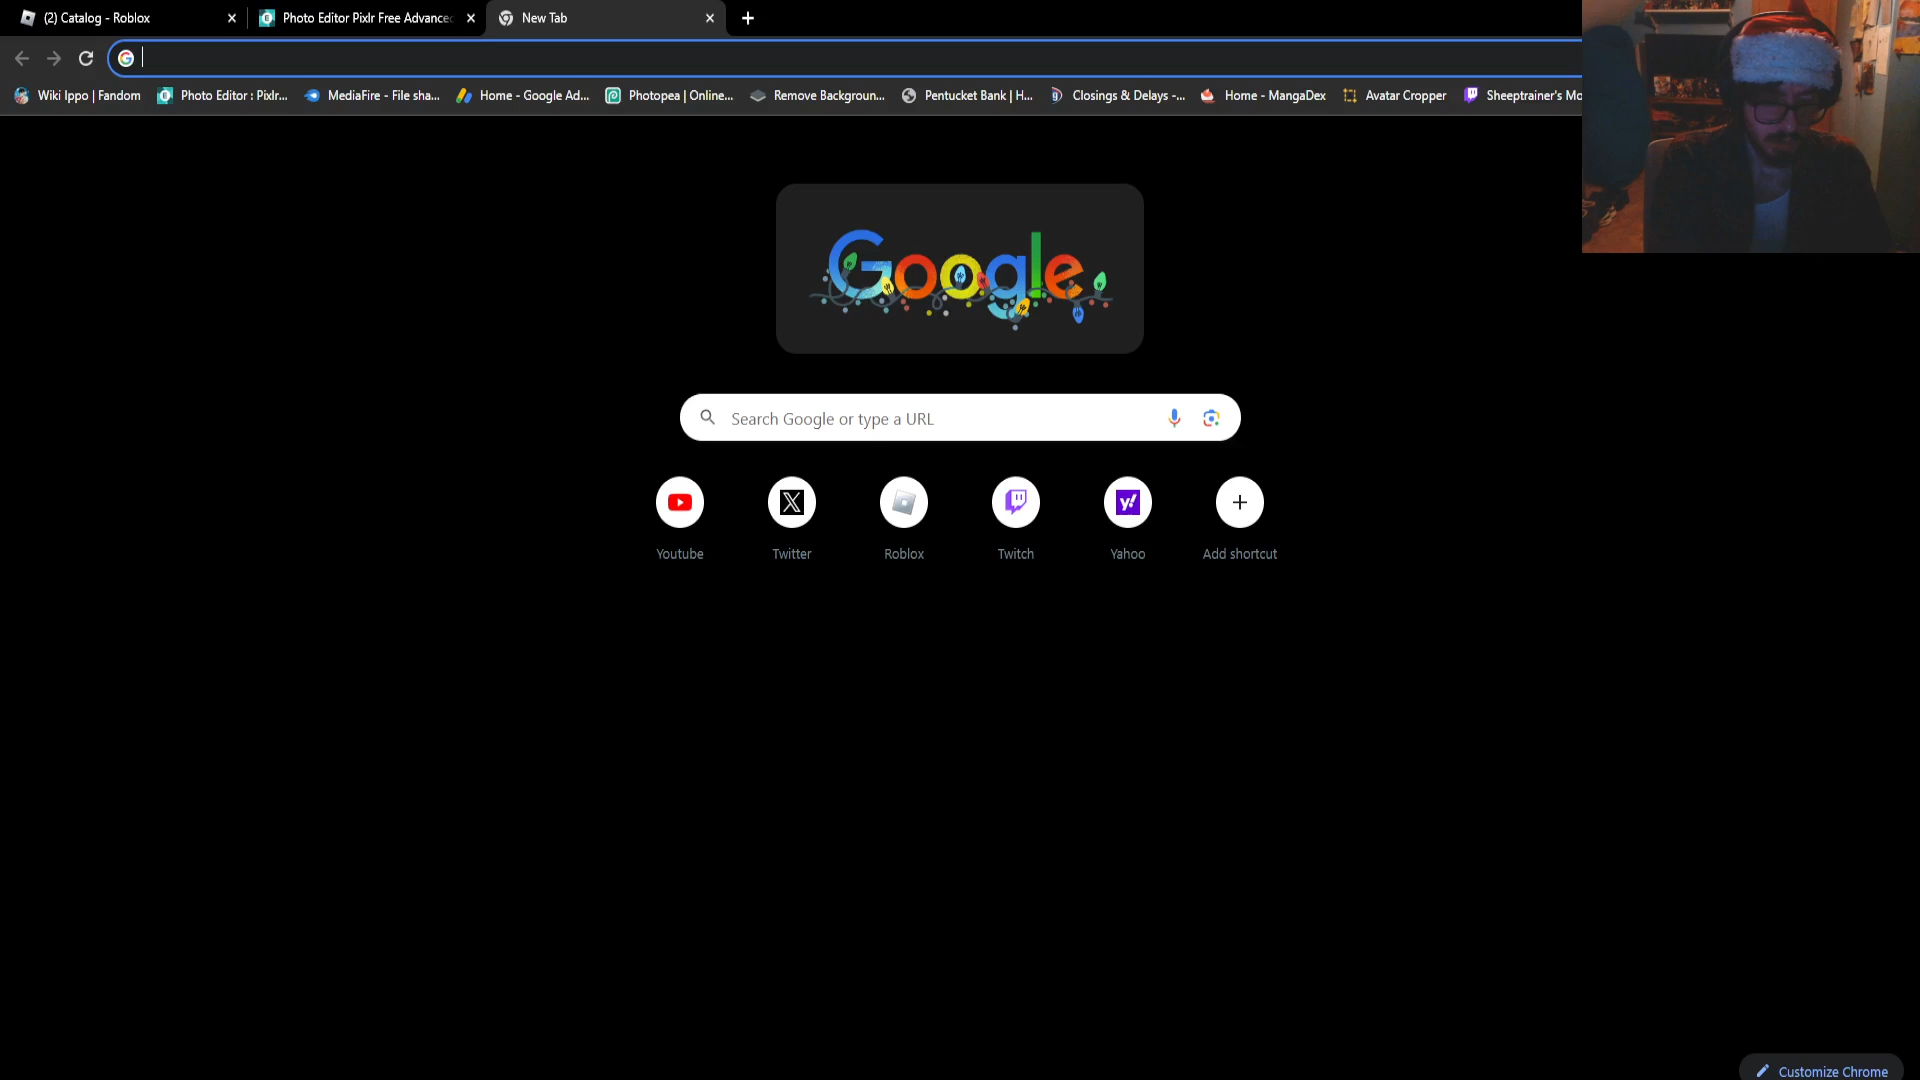 (2) Catalog - Roblox
Photo Editor Pixlr Free Advance
New Tab
Wiki Ippo | Fandom
Photo Editor : Pixlr...
MediaFire - File sha...
Home - Google Ad...
Photopea | Online...
Remove Backgroun...
Pentucket Bank | H...
Closings & Delays -...
Home - MangaDex
Avatar Cropper
Sheeptrainer's Mo
Google
Search Google or type a URL
Youtube
Twitter
Roblox
Twitch
Yahoo
Add shortcut
Customize Chrome